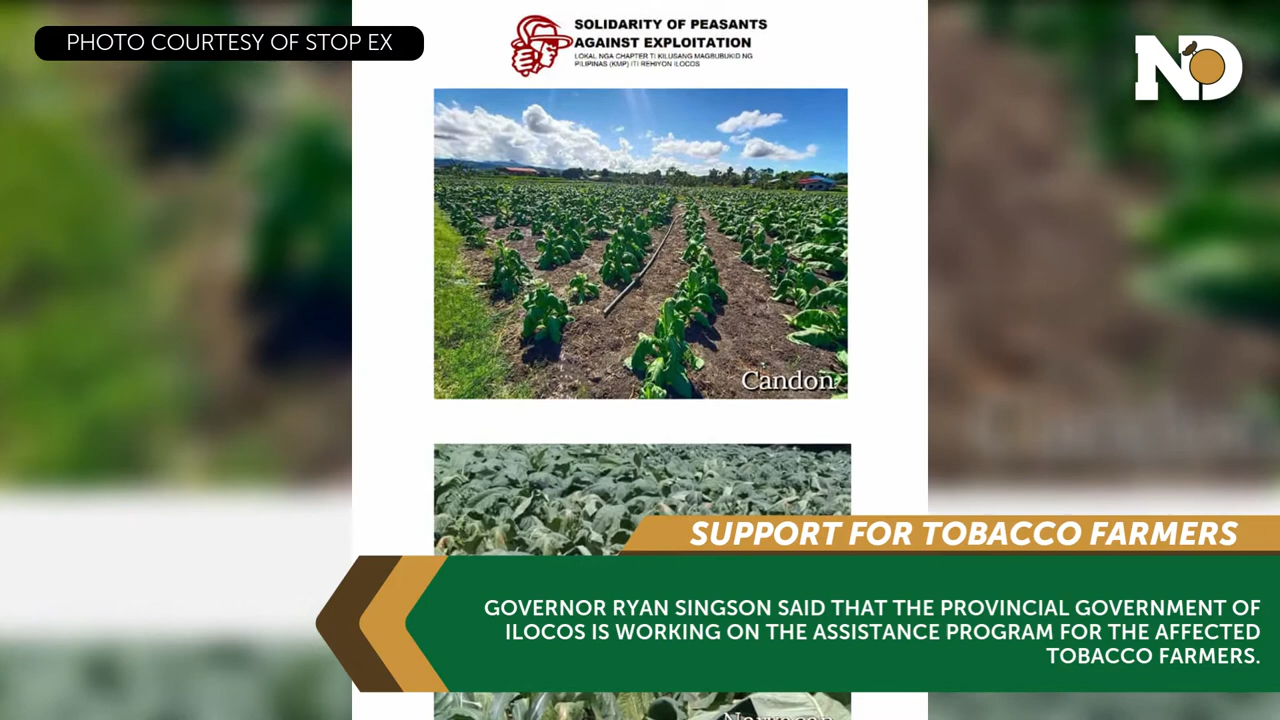 PHOTO COURTESY OF STOP EX
SOLIDARITY OF PEASANTS
AGAINST EXPLOITATION
LOKAL NGA CHAPTER TI KILUSANG MAGBUBUKID NG
PILIPINAS (KMP) ITI REHIYON ILOCOS
ND
Candon
SUPPORT FOR TOBACCO FARMERS
GOVERNOR RYAN SINGSON SAID THAT THE PROVINCIAL GOVERNMENT OF
ILOCOS IS WORKING ON THE ASSISTANCE PROGRAM FOR THE AFFECTED
TOBACCO FARMERS.